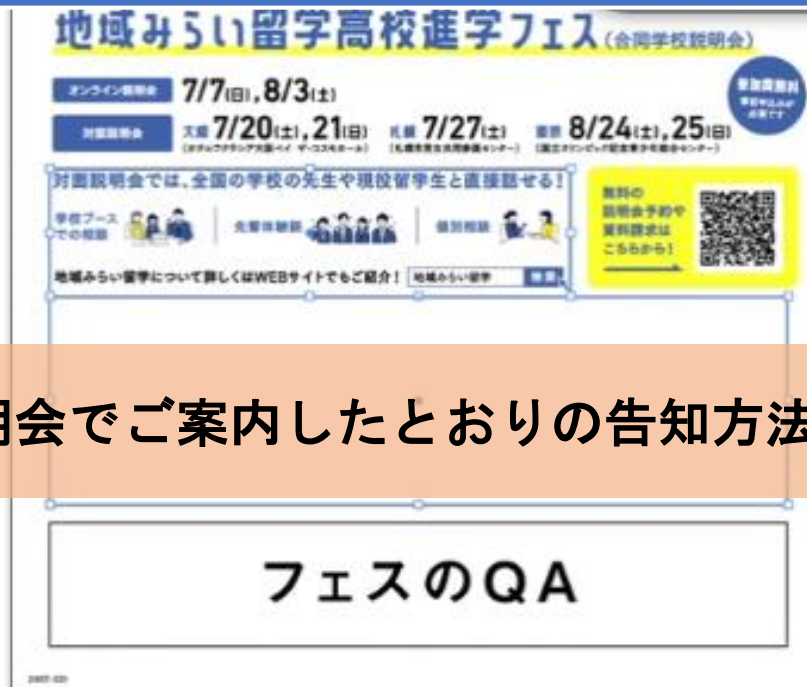 地域みらい留学高校進学フェス(合同学校説明会)
オンライン説明会 7/7(日),8/3(土)
参加費無料
対面説明会 大阪 7/20(土),21(日) 札幌 7/27(土) 東京 8/24(土),25(日)
対面説明会では、全国の学校の先生や現役留学生と直接話せる!
学校ブース
での相談
先輩体験談
個別相談
無料の
説明会予約や
資料請求は
こちらから!
地域みらい留学について詳しくはWEBサイトでもご紹介! 地域みらい留学 検索
明会でご案内したとおりの告知方法
フェスのQA